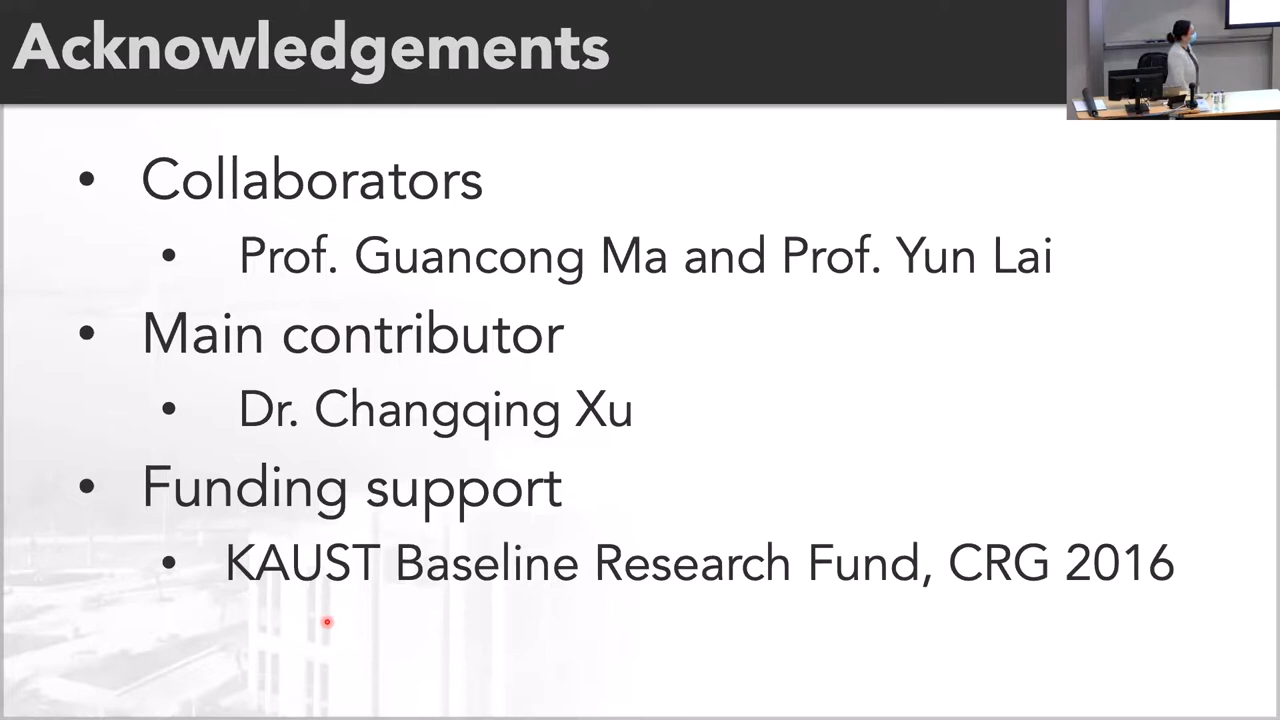 Acknowledgements
• Collaborators
• Prof. Guancong Ma and Prof. Yun Lai
• Main contributor
• Dr. Changqing Xu
• Funding support
• KAUST Baseline Research Fund, CRG 2016